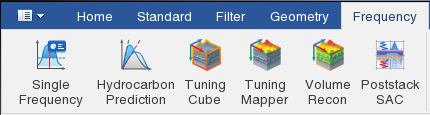 Home Standard Filter Geometry Frequency
Single Frequency
Hydrocarbon Prediction
Tuning Cube
Tuning Mapper
Volume Recon
Poststack SAC